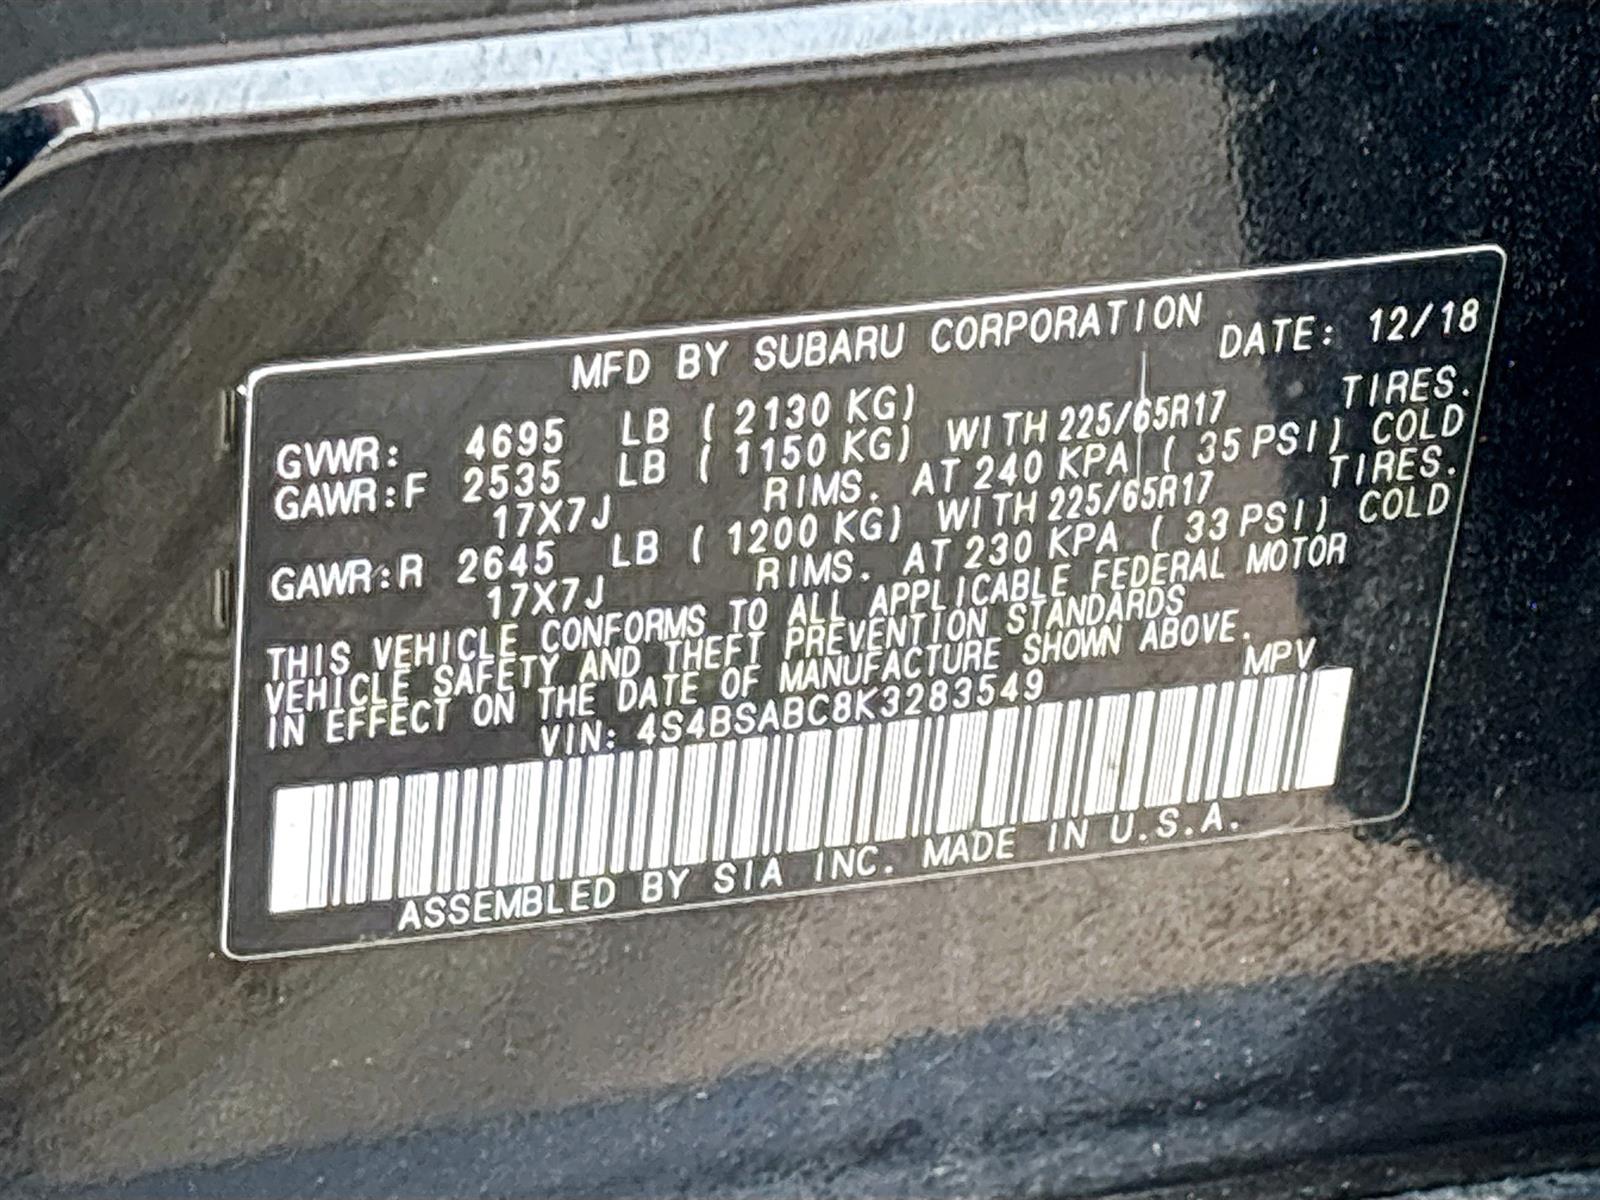 MFD BY SUBARU CORPORATION DATE: 12/18
GVWR: 4695 LB ( 2130 KG)
GAWR:F 2535 LB ( 1150 KG) WITH 225/65R17 TIRES.
17X7J RIMS. AT 240 KPA ( 35 PSI) COLD
GAWR:R 2645 LB ( 1200 KG) WITH 225/65R17 TIRES.
17X7J RIMS. AT 230 KPA ( 33 PSI) COLD
THIS VEHICLE CONFORMS TO ALL APPLICABLE FEDERAL MOTOR
VEHICLE SAFETY AND THEFT PREVENTION STANDARDS
IN EFFECT ON THE DATE OF MANUFACTURE SHOWN ABOVE.
VIN: 4S4BSABC8K3283549 MPV
ASSEMBLED BY SIA INC. MADE IN U.S.A.